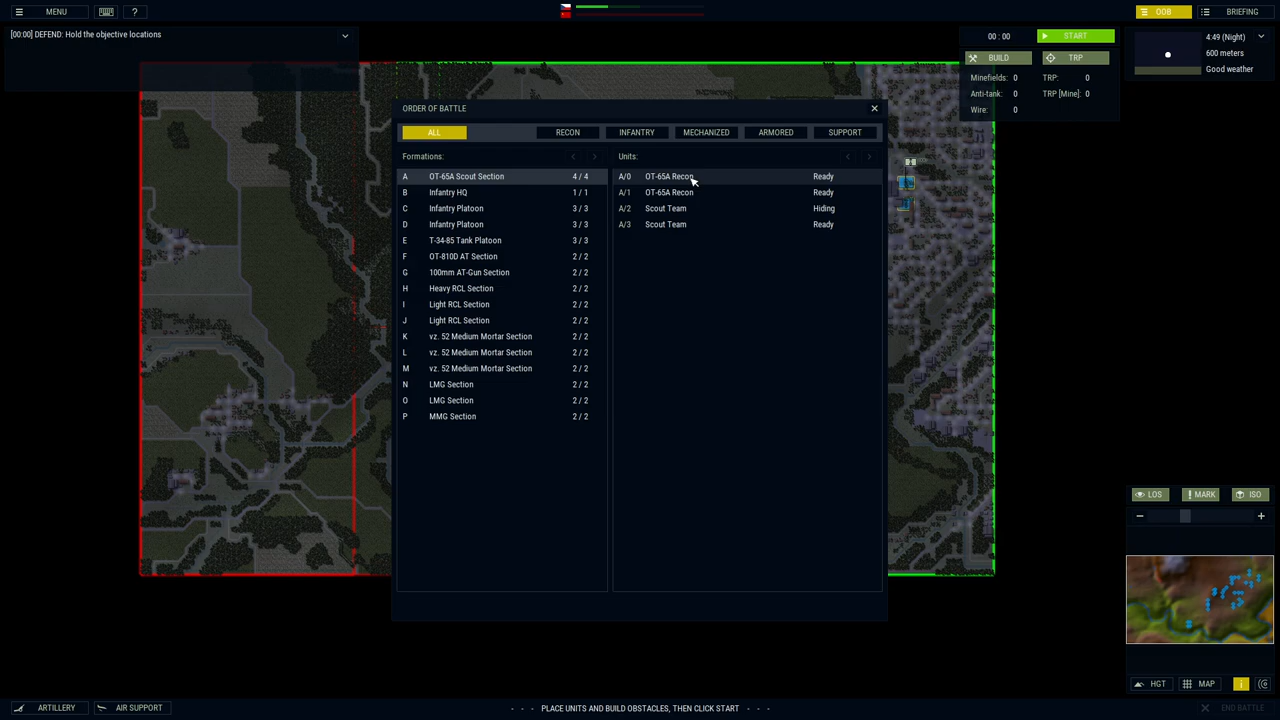 MENU
?
OOB
BRIEFING
[00:00] DEFEND: Hold the objective locations
00 : 00
START
BUILD
TRP
Minefields: 0
TRP: 0
Anti-tank: 0
TRP [Mine]: 0
Wire: 0
4:49 (Night)
600 meters
Good weather
ORDER OF BATTLE
ALL
RECON
INFANTRY
MECHANIZED
ARMORED
SUPPORT
Formations:
A OT-65A Scout Section 4 / 4
B Infantry HQ 1 / 1
C Infantry Platoon 3 / 3
D Infantry Platoon 3 / 3
E T-34-85 Tank Platoon 3 / 3
F OT-810D AT Section 2 / 2
G 100mm AT-Gun Section 2 / 2
H Heavy RCL Section 2 / 2
I Light RCL Section 2 / 2
J Light RCL Section 2 / 2
K vz. 52 Medium Mortar Section 2 / 2
L vz. 52 Medium Mortar Section 2 / 2
M vz. 52 Medium Mortar Section 2 / 2
N LMG Section 2 / 2
O LMG Section 2 / 2
P MMG Section 2 / 2
Units:
A/0 OT-65A Recon Ready
A/1 OT-65A Recon Ready
A/2 Scout Team Hiding
A/3 Scout Team Ready
LOS
MARK
ISO
HGT
MAP
i
ARTILLERY
AIR SUPPORT
- - - PLACE UNITS AND BUILD OBSTACLES, THEN CLICK START - - -
END BATTLE